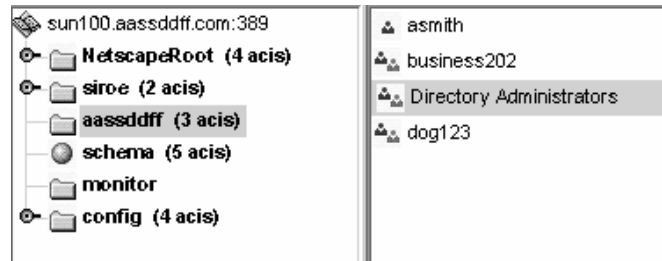 sun100.aassddff.com:389
NetscapeRoot (4 acis)
siroe (2 acis)
aassddff (3 acis)
schema (5 acis)
monitor
config (4 acis)
asmith
business202
Directory Administrators
dog123